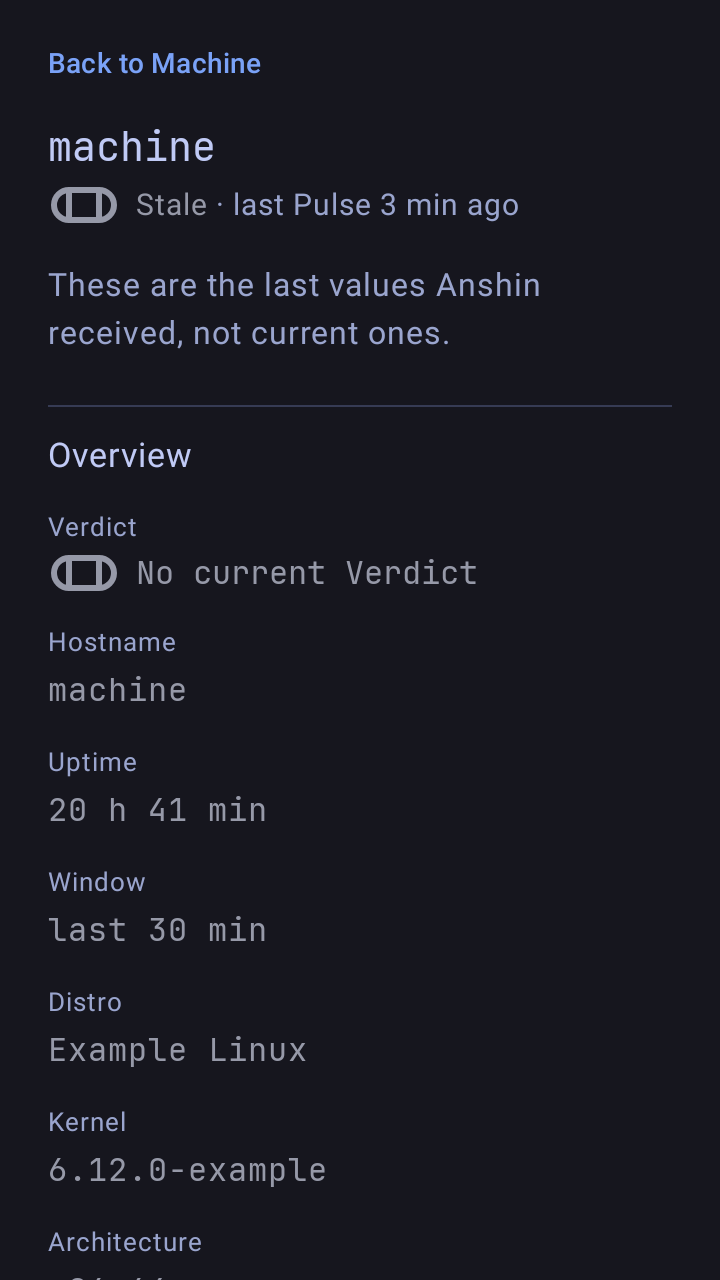 Back to Machine
machine
Stale · last Pulse 3 min ago
These are the last values Anshin
received, not current ones.
Overview
Verdict
No current Verdict
Hostname
machine
Uptime
20 h 41 min
Window
last 30 min
Distro
Example Linux
Kernel
6.12.0-example
Architecture